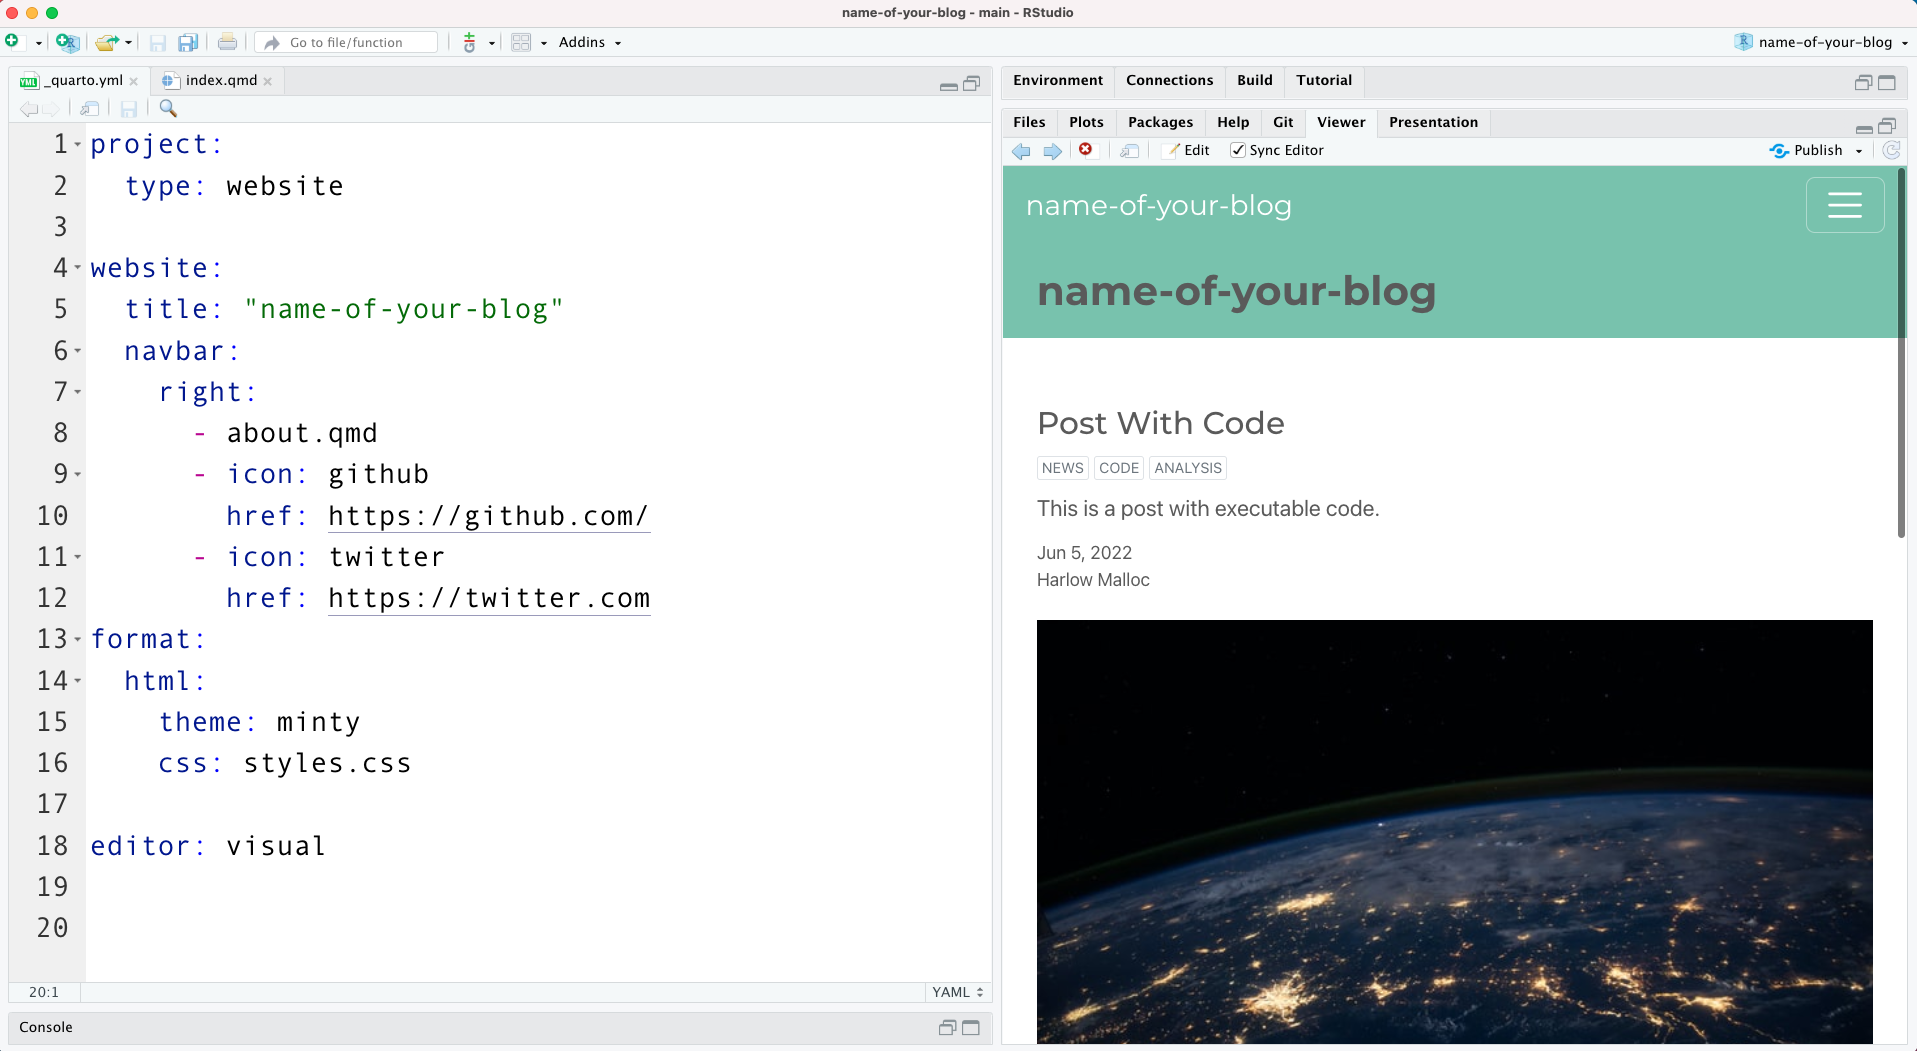 name-of-your-blog - main - RStudio
Go to file/function
Addins
name-of-your-blog
_quarto.yml
index.qmd
1 project:
2 type: website
3
4 website:
5 title: "name-of-your-blog"
6 navbar:
7 right:
8 - about.qmd
9 - icon: github
10 href: https://github.com/
11 - icon: twitter
12 href: https://twitter.com
13 format:
14 html:
15 theme: minty
16 css: styles.css
17
18 editor: visual
19
20
20:1
YAML
Console
Environment Connections Build Tutorial
Files Plots Packages Help Git Viewer Presentation
Edit Sync Editor Publish
name-of-your-blog
name-of-your-blog
Post With Code
NEWS CODE ANALYSIS
This is a post with executable code.
Jun 5, 2022
Harlow Malloc